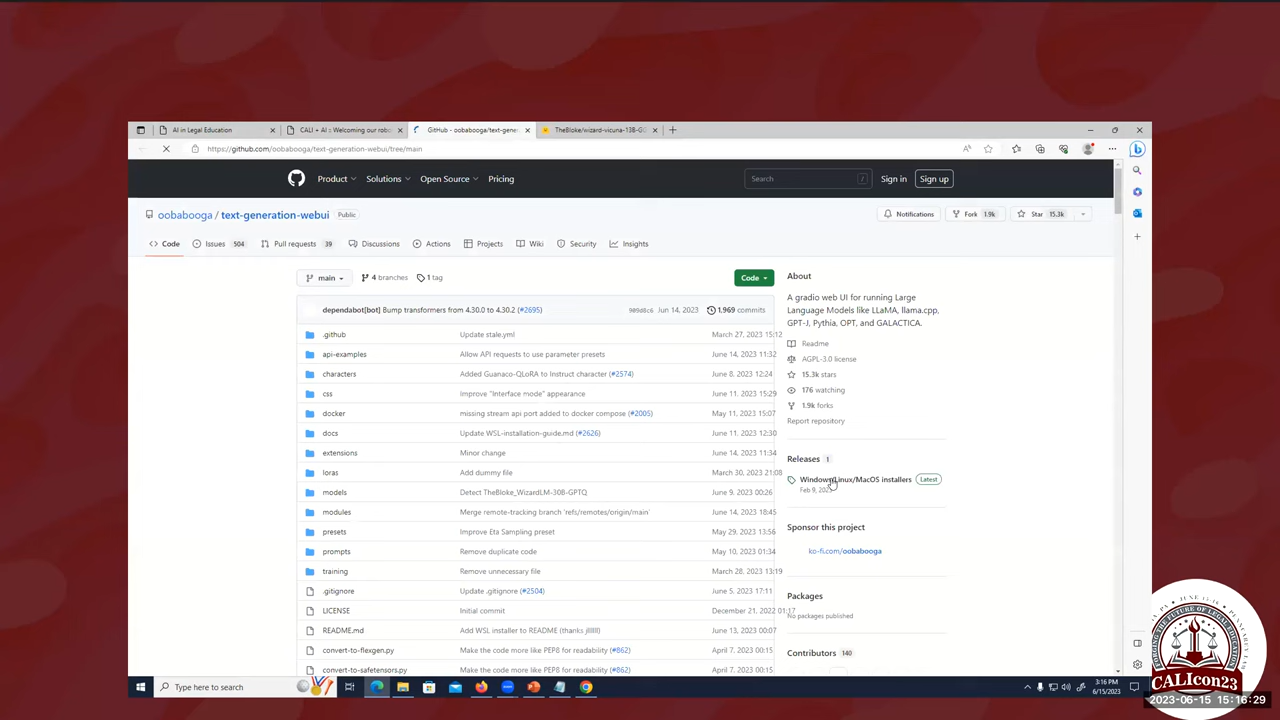 AI in Legal Education
CALI + AI : Welcoming our robo
GitHub - oobabooga/text-gene
TheBloke/wizard-vicuna-13B-G
https://github.com/oobabooga/text-generation-webui/tree/main
Product Solutions Open Source Pricing
Search /
Sign in Sign up
oobabooga / text-generation-webui Public
Notifications Fork 1.9k Star 15.3k
Code Issues 504 Pull requests 39 Discussions Actions Projects Wiki Security Insights
main 4 branches 1 tag Code
dependabot[bot] Bump transformers from 4.30.0 to 4.30.2 (#2695) Jun 14, 2023 1,969 commits
.github Update stale.yml March 27, 2023 15:12
api-examples Allow API requests to use parameter presets June 14, 2023 11:32
characters Added Guanaco-QLoRA to Instruct character (#2574) June 8, 2023 12:24
css Improve "Interface mode" appearance June 11, 2023 15:29
docker missing stream api port added to docker compose (#2005) May 11, 2023 15:07
docs Update WSL-installation-guide.md (#2626) June 11, 2023 12:30
extensions Minor change June 14, 2023
loras Add dummy file March 30, 2023 21:08
models Detect TheBloke_WizardLM-30B-GPTQ June 9, 2023 00:26
modules Merge remote-tracking branch 'refs/remotes/origin/main' June 14, 2023 18:45
presets Improve Eta Sampling preset May 29, 2023 13:56
prompts Remove duplicate code May 10, 2023 01:34
training Remove unnecessary file March 28, 2023 13:19
.gitignore Update .gitignore (#2504) June 5, 2023 17:11
LICENSE Initial commit December 21, 2022 01:17
README.md Add WSL installer to README (thanks jllllll) June 13, 2023 00:07
convert-to-flexgen.py Make the code more like PEP8 for readability (#862) April 7, 2023 00:15
convert-to-safetensors.py Make the code more like PEP8 for readability (#862) April 7, 2023 00:15
About
A gradio web UI for running Large
Language Models like LLaMA, llama.cpp,
GPT-J, Pythia, OPT, and GALACTICA.
Readme
AGPL-3.0 license
15.3k stars
176 watching
1.9k forks
Report repository
Releases 1
Windows/Linux/MacOS installers Latest
Feb 9, 2023
Sponsor this project
ko-fi.com/oobabooga
Packages
No packages published
Contributors 140
Type here to search
3:16 PM
6/15/2023
CALIcon23
2023-06-15 15:16:29